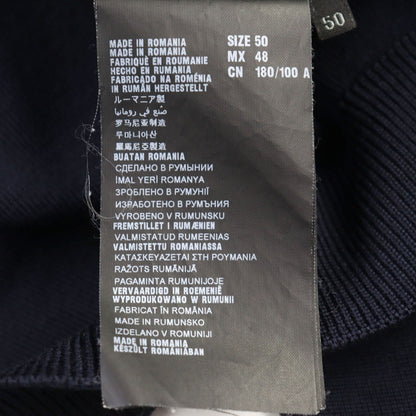 50
MADE IN ROMANIA SIZE 50
MADE IN ROMANIA MX 48
FABRIQUÉ EN ROUMANIE CN 180/100 A
HECHO EN RUMANIA
FABRICADO NA ROMÉNIA
IN RUMÄN HERGESTELLT
ルーマニア製
صنع في رومانيا
罗马尼亚制造
루마니아산
羅馬尼亞製造
BUATAN ROMANIA
СДЕЛАНО В РУМЫНИИ
IMAL YERİ ROMANYA
ЗРОБЛЕНО В РУМУНІЇ
ИЗРАБОТЕНО В РУМЪНИЯ
VYROBENO V RUMUNSKU
FREMSTILLET I RUMÆNIEN
VALMISTATUD RUMEENIAS
VALMISTETTU ROMANIASSA
ΚΑΤΑΣΚΕΥΑΖΕΤΑΙ ΣΤΗ ΡΟΥΜΑΝΙΑ
RAŽOTS RUMĀNIJĀ
PAGAMINTA RUMUNIJOJE
VERVAARDIGD IN ROEMENIË
WYPRODUKOWANO W RUMUNII
FABRICAT ÎN ROMÂNIA
MADE IN RUMUNSKO
IZDELANO V ROMUNIJI
MADE IN ROMANIA
KÉSZÜLT ROMÁNIÁBAN